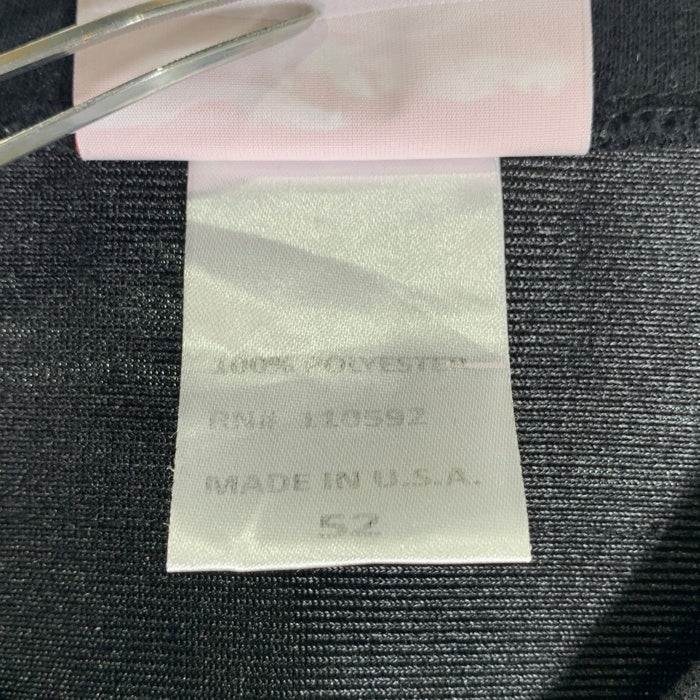 100% POLYESTER
RN# 110592
MADE IN U.S.A.
52